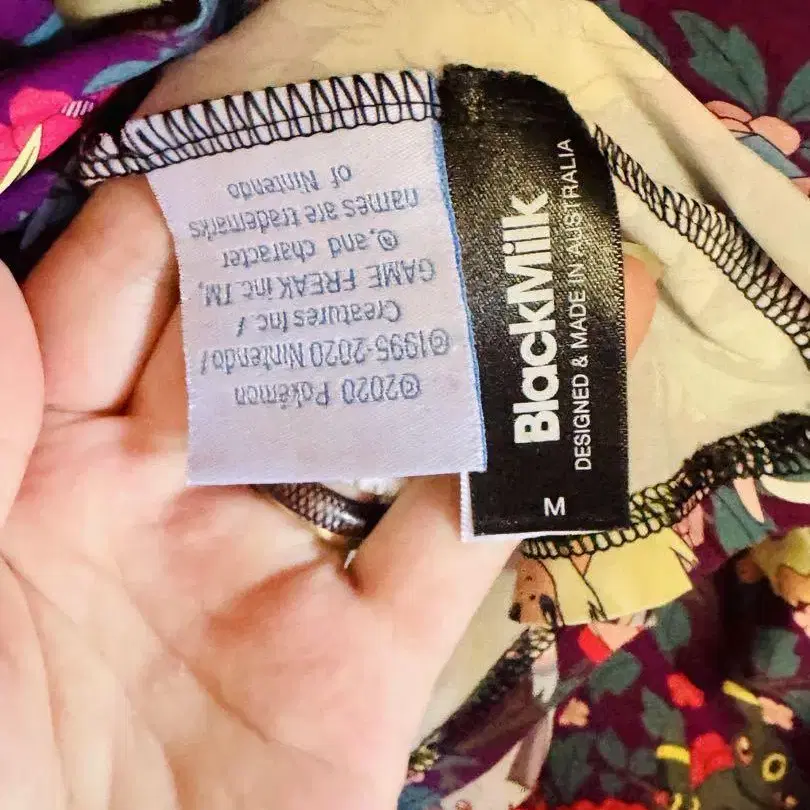 ©2020 Pokémon
©1995-2020 Nintendo/
Creatures Inc./
GAME FREAK inc.TM,
®,and character
names are trademarks
of Nintendo
BlackMilk
DESIGNED & MADE IN AUSTRALIA
M